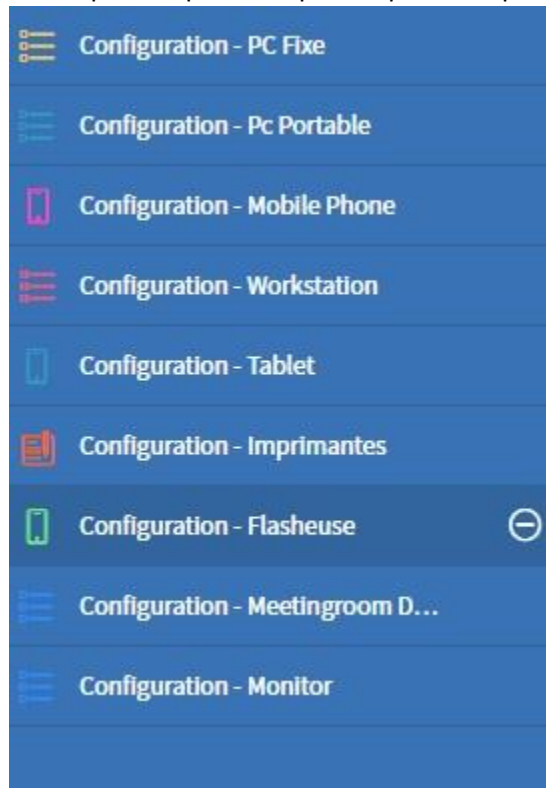 Configuration - PC Fixe
Configuration - Pc Portable
Configuration - Mobile Phone
Configuration - Workstation
Configuration - Tablet
Configuration - Imprimantes
Configuration - Flasheuse
Configuration - Meetingroom D...
Configuration - Monitor